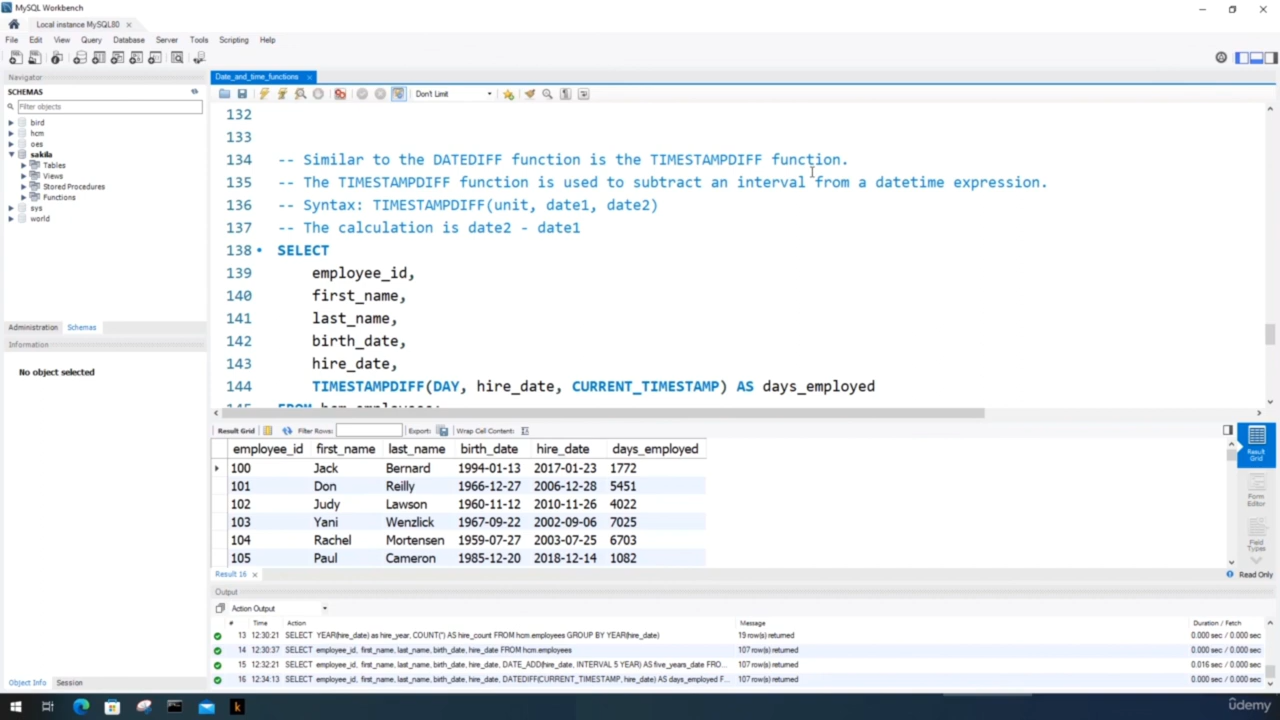 MySQL Workbench
Local instance MySQL80
File Edit View Query Database Server Tools Scripting Help
Navigator
SCHEMAS
Filter objects
bird
hcm
oes
sakila
Tables
Views
Stored Procedures
Functions
sys
world
Administration Schemas
Information
No object selected
Object Info Session
Date_and_time_functions
Don't Limit
132
133
134 -- Similar to the DATEDIFF function is the TIMESTAMPDIFF function.
135 -- The TIMESTAMPDIFF function is used to subtract an interval from a datetime expression.
136 -- Syntax: TIMESTAMPDIFF(unit, date1, date2)
137 -- The calculation is date2 - date1
138 SELECT
139 employee_id,
140 first_name,
141 last_name,
142 birth_date,
143 hire_date,
144 TIMESTAMPDIFF(DAY, hire_date, CURRENT_TIMESTAMP) AS days_employed
145 FROM hcm.employees;
Result Grid Filter Rows: Export: Wrap Cell Content:
employee_id first_name last_name birth_date hire_date days_employed
100 Jack Bernard 1994-01-13 2017-01-23 1772
101 Don Reilly 1966-12-27 2006-12-28 5451
102 Judy Lawson 1960-11-12 2010-11-26 4022
103 Yani Wenzlick 1967-09-22 2002-09-06 7025
104 Rachel Mortensen 1959-07-27 2003-07-25 6703
105 Paul Cameron 1985-12-20 2018-12-14 1082
Result Grid
Form Editor
Field Types
Result 16
Read Only
Output
Action Output
# Time Action Message Duration / Fetch
13 12:30:21 SELECT YEAR(hire_date) as hire_year, COUNT(*) AS hire_count FROM hcm.employees GROUP BY YEAR(hire_date) 19 row(s) returned 0.000 sec / 0.000 sec
14 12:30:37 SELECT employee_id, first_name, last_name, birth_date, hire_date FROM hcm.employees 107 row(s) returned 0.000 sec / 0.000 sec
15 12:32:21 SELECT employee_id, first_name, last_name, birth_date, hire_date, DATE_ADD(hire_date, INTERVAL 5 YEAR) AS five_years_date FRO... 107 row(s) returned 0.016 sec / 0.000 sec
16 12:34:13 SELECT employee_id, first_name, last_name, birth_date, hire_date, DATEDIFF(CURRENT_TIMESTAMP, hire_date) AS days_employed F... 107 row(s) returned 0.000 sec / 0.000 sec
ûdemy